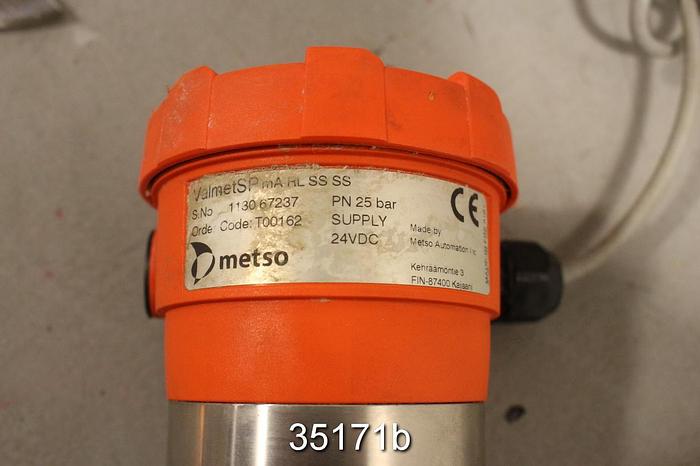 ValmetSP mA RL SS SS
S.No 1130 67237
Order Code: T00162
PN 25 bar
SUPPLY
24VDC
CE
Made by
Metso Automation Inc
Kehräämöntie 3
FIN-87400 Kajaani
metso
35171b